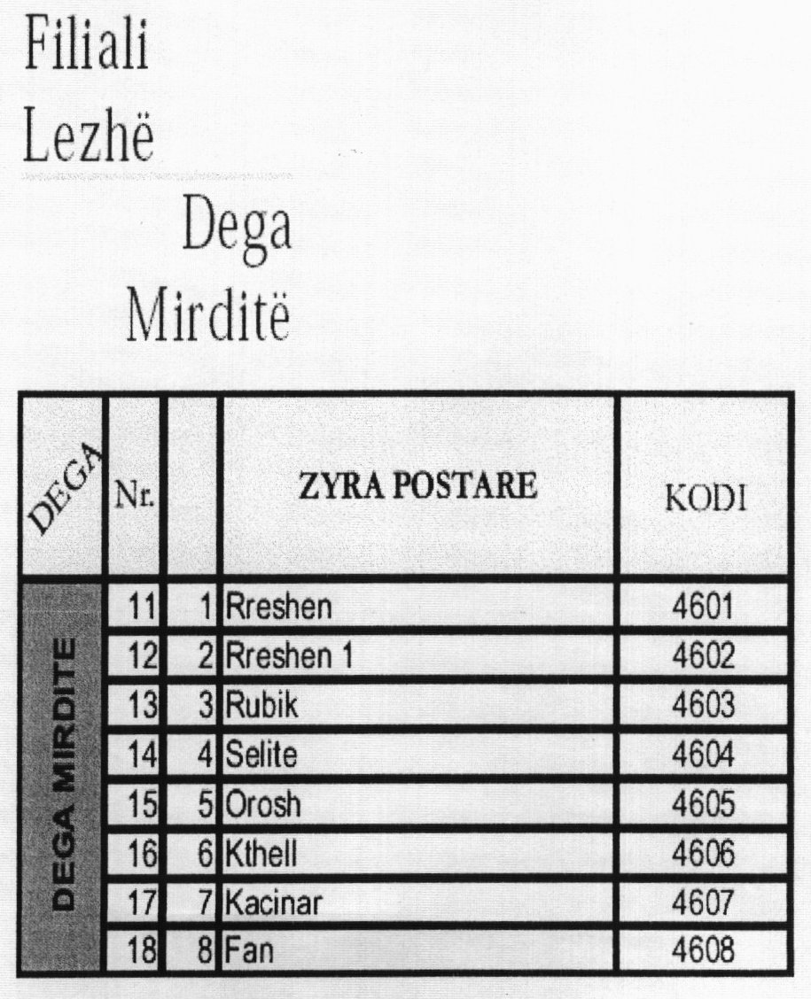 Filiali
Lezhë
Dega
Mirditë
DEGA Nr. ZYRA POSTARE KODI
DEGA MIRDITE
11 1 Rreshen 4601
12 2 Rreshen 1 4602
13 3 Rubik 4603
14 4 Selite 4604
15 5 Orosh 4605
16 6 Kthell 4606
17 7 Kacinar 4607
18 8 Fan 4608